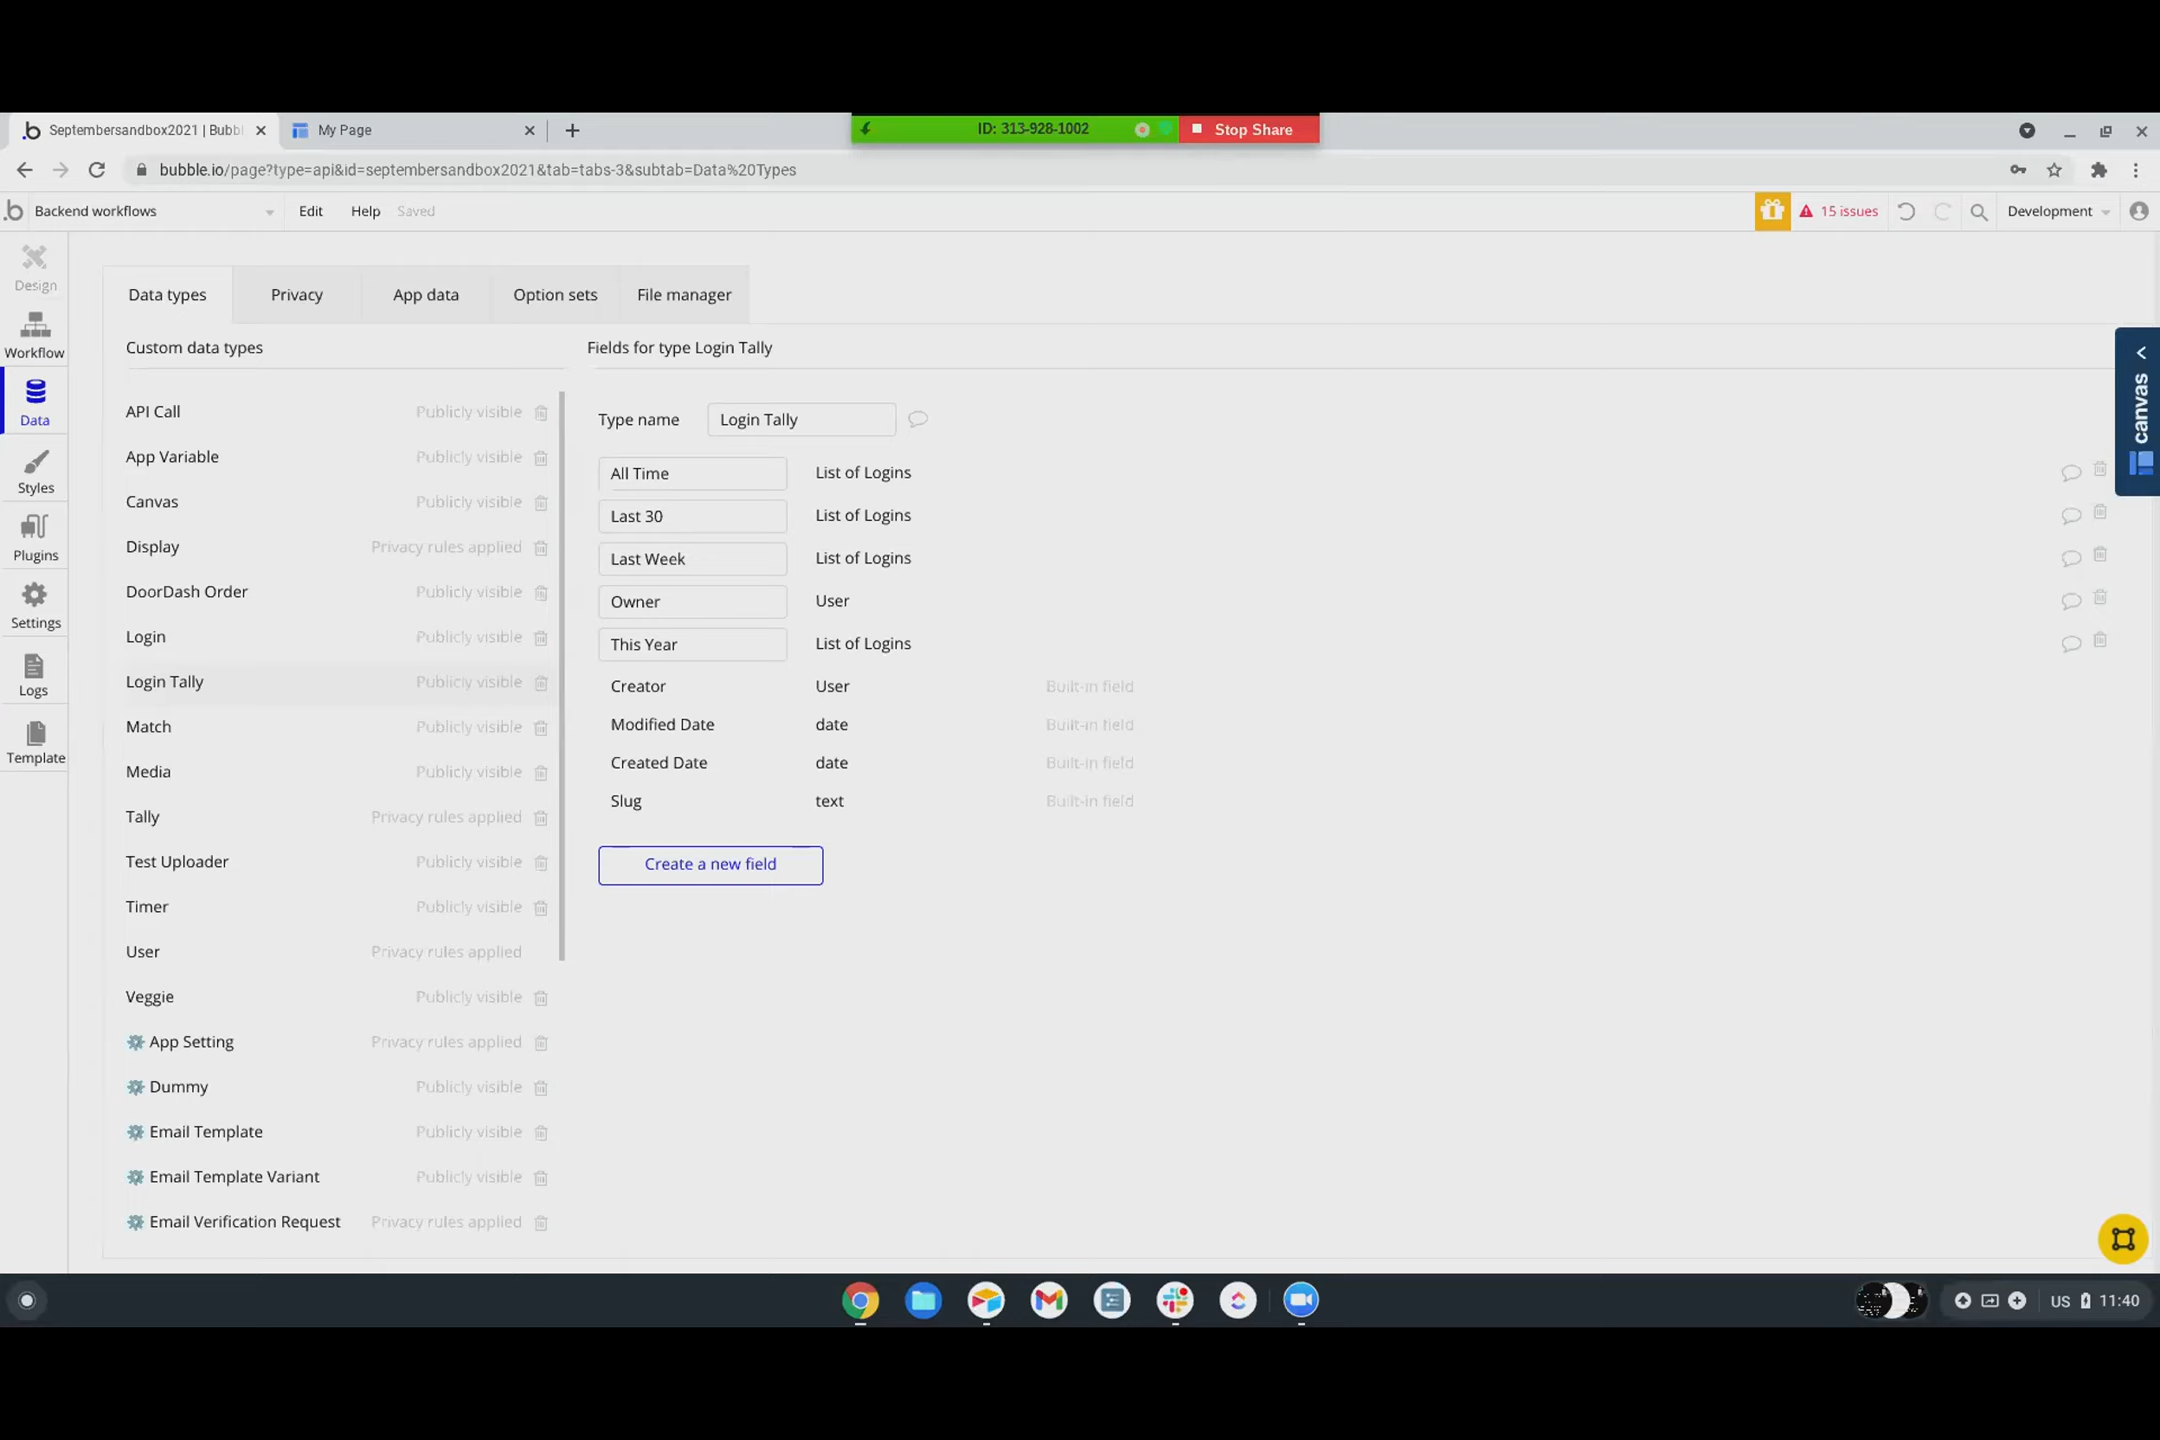 Septembersandbox2021 | Bubbl
My Page
ID: 313-928-1002
Stop Share
bubble.io/page?type=api&id=septembersandbox2021&tab=tabs-3&subtab=Data%20Types
Backend workflows
Edit
Help
Saved
15 issues
Development
Design
Workflow
Data
Styles
Plugins
Settings
Logs
Template
Data types
Privacy
App data
Option sets
File manager
Custom data types
API Call Publicly visible
App Variable Publicly visible
Canvas Publicly visible
Display Privacy rules applied
DoorDash Order Publicly visible
Login Publicly visible
Login Tally Publicly visible
Match Publicly visible
Media Publicly visible
Tally Privacy rules applied
Test Uploader Publicly visible
Timer Publicly visible
User Privacy rules applied
Veggie Publicly visible
App Setting Privacy rules applied
Dummy Publicly visible
Email Template Publicly visible
Email Template Variant Publicly visible
Email Verification Request Privacy rules applied
Fields for type Login Tally
Type name Login Tally
All Time List of Logins
Last 30 List of Logins
Last Week List of Logins
Owner User
This Year List of Logins
Creator User Built-in field
Modified Date date Built-in field
Created Date date Built-in field
Slug text Built-in field
Create a new field
canvas
US 11:40